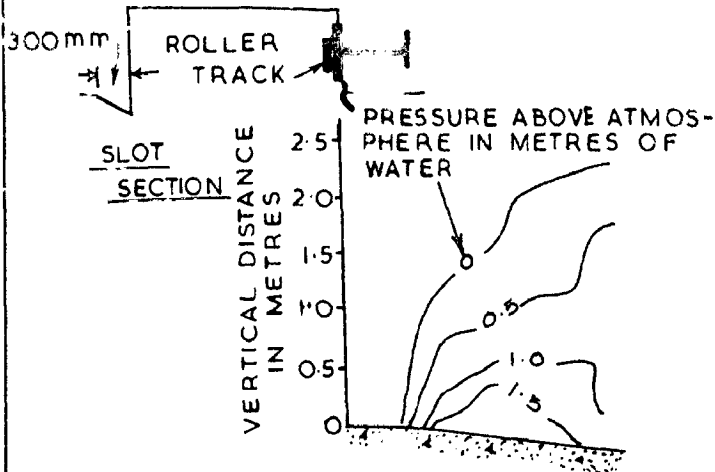 300mm
ROLLER
TRACK
SLOT
SECTION
PRESSURE ABOVE ATMOS-
PHERE IN METRES OF
WATER
VERTICAL DISTANCE
IN METRES
2.5
2.0
1.5
1.0
0.5
0
0
0.5
1.0
1.5